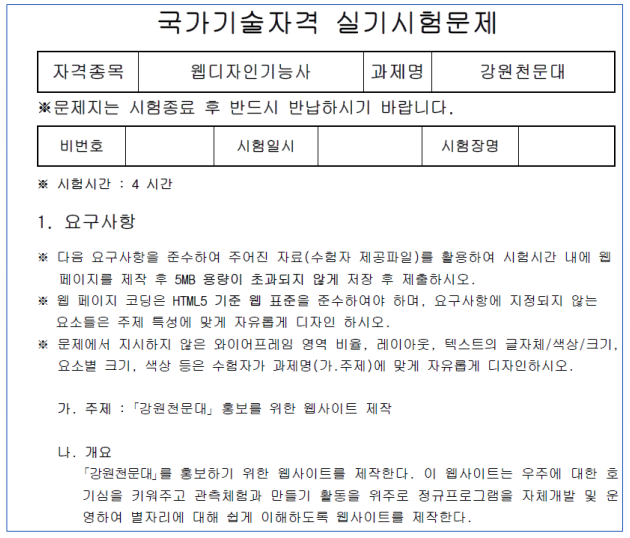 국가기술자격 실기시험문제
자격종목 웹디자인기능사 과제명 강원천문대
※문제지는 시험종료 후 반드시 반납하시기 바랍니다.
비번호 시험일시 시험장명
※ 시험시간 : 4 시간
1. 요구사항
※ 다음 요구사항을 준수하여 주어진 자료(수험자 제공파일)를 활용하여 시험시간 내에 웹
페이지를 제작 후 5MB 용량이 초과되지 않게 저장 후 제출하시오.
※ 웹 페이지 코딩은 HTML5 기준 웹 표준을 준수하여야 하며, 요구사항에 지정되지 않는
요소들은 주제 특성에 맞게 자유롭게 디자인 하시오.
※ 문제에서 지시하지 않은 와이어프레임 영역 비율, 레이아웃, 텍스트의 글자체/색상/크기,
요소별 크기, 색상 등은 수험자가 과제명(가.주제)에 맞게 자유롭게 디자인하시오.
가. 주제 :「강원천문대」홍보를 위한 웹사이트 제작
나. 개요
「강원천문대」를 홍보하기 위한 웹사이트를 제작한다. 이 웹사이트는 우주에 대한 호
기심을 키워주고 관측체험과 만들기 활동을 위주로 정규프로그램을 자체개발 및 운
영하여 별자리에 대해 쉽게 이해하도록 웹사이트를 제작한다.